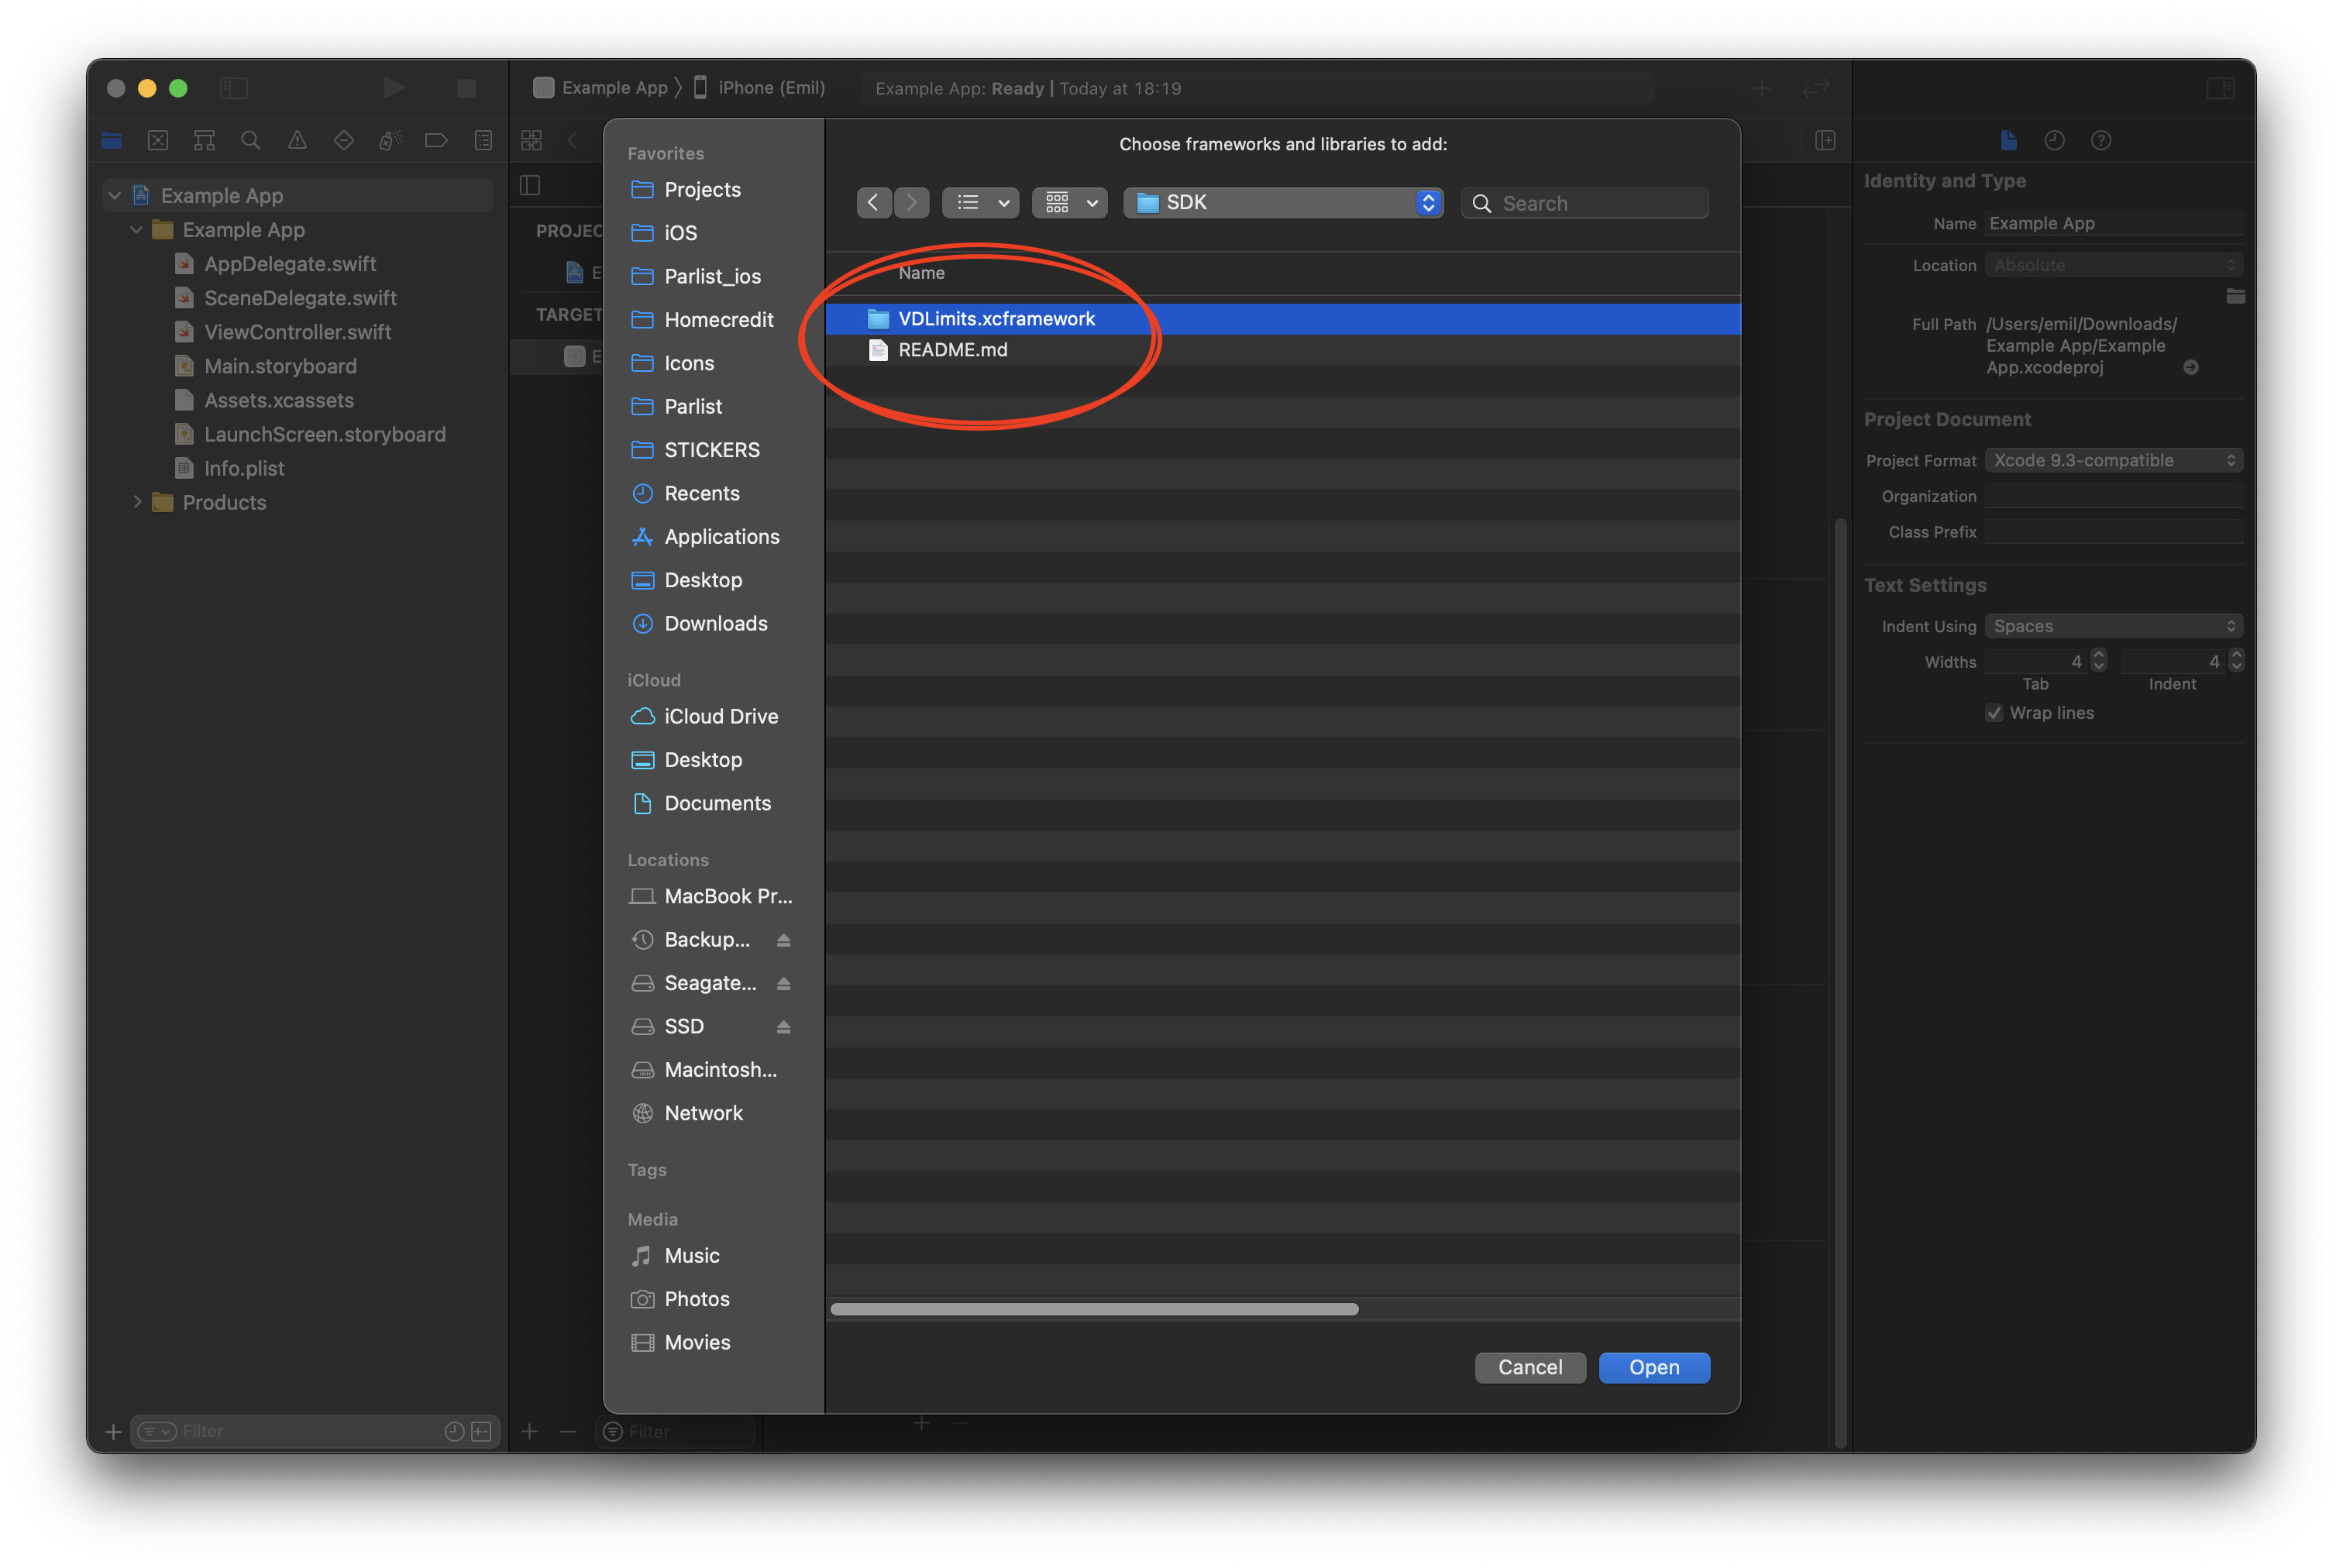 Example App 〉 iPhone (Emil)
Example App: Ready | Today at 18:19
Example App
Example App
AppDelegate.swift
SceneDelegate.swift
ViewController.swift
Main.storyboard
Assets.xcassets
LaunchScreen.storyboard
Info.plist
Products
Filter
PROJEC
E
TARGET
E
Filter
Favorites
Projects
iOS
Parlist_ios
Homecredit
Icons
Parlist
STICKERS
Recents
Applications
Desktop
Downloads
iCloud
iCloud Drive
Desktop
Documents
Locations
MacBook Pr...
Backup...
Seagate...
SSD
Macintosh...
Network
Tags
Media
Music
Photos
Movies
Choose frameworks and libraries to add:
SDK
Search
Name
VDLimits.xcframework
README.md
Cancel
Open
Identity and Type
Name Example App
Location Absolute
Full Path /Users/emil/Downloads/
Example App/Example
App.xcodeproj
Project Document
Project Format Xcode 9.3-compatible
Organization
Class Prefix
Text Settings
Indent Using Spaces
Widths 4 4
Tab Indent
Wrap lines